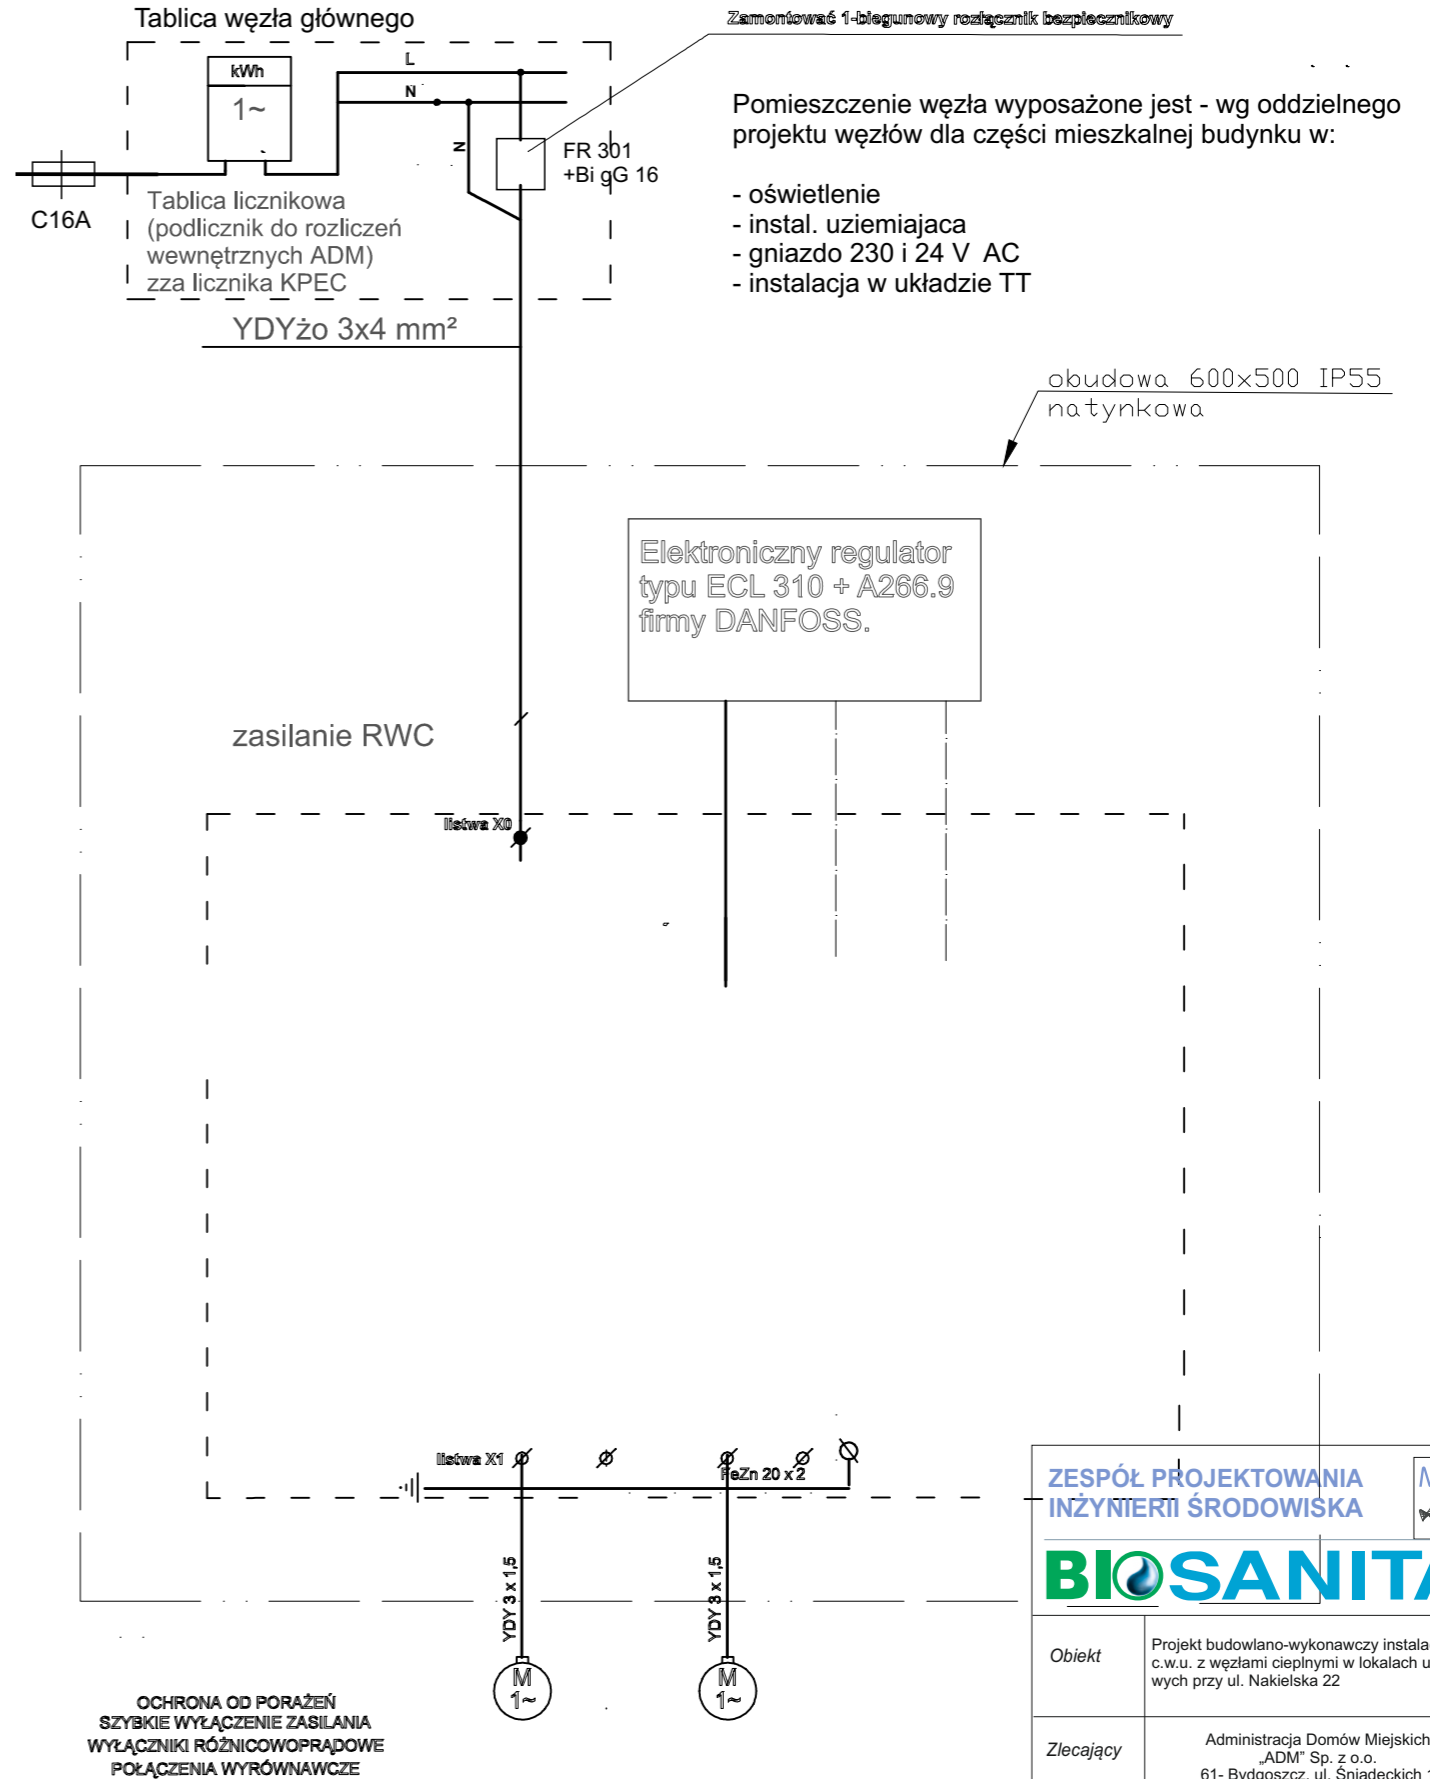 Tablica węzła głównego
Zamontować 1-biegunowy rozłącznik bezpiecznikowy
kWh
1~
L
N
N
FR 301
+Bi gG 16
C16A
Tablica licznikowa
(podlicznik do rozliczeń
wewnętrznych ADM)
zza licznika KPEC
Pomieszczenie węzła wyposażone jest - wg oddzielnego
projektu węzłów dla części mieszkalnej budynku w:
- oświetlenie
- instal. uziemiajaca
- gniazdo 230 i 24 V AC
- instalacja w układzie TT
YDYżo 3x4 mm²
obudowa 600x500 IP55
natynkowa
Elektroniczny regulator
typu ECL 310 + A266.9
firmy DANFOSS.
zasilanie RWC
listwa X0
listwa X1
FeZn 20 x 2
YDY 3 x 1,5
YDY 3 x 1,5
M
1~
M
1~
OCHRONA OD PORAŻEŃ
SZYBKIE WYŁĄCZENIE ZASILANIA
WYŁĄCZNIKI RÓŻNICOWOPRĄDOWE
POŁĄCZENIA WYRÓWNAWCZE
ZESPÓŁ PROJEKTOWANIA
INŻYNIERII ŚRODOWISKA
BIOSANITA
Obiekt
Projekt budowlano-wykonawczy instala
c.w.u. z węzłami cieplnymi w lokalach u
wych przy ul. Nakielska 22
Zlecający
Administracja Domów Miejskich
„ADM” Sp. z o.o.
61- Bydgoszcz, ul. Śniadeckich 1